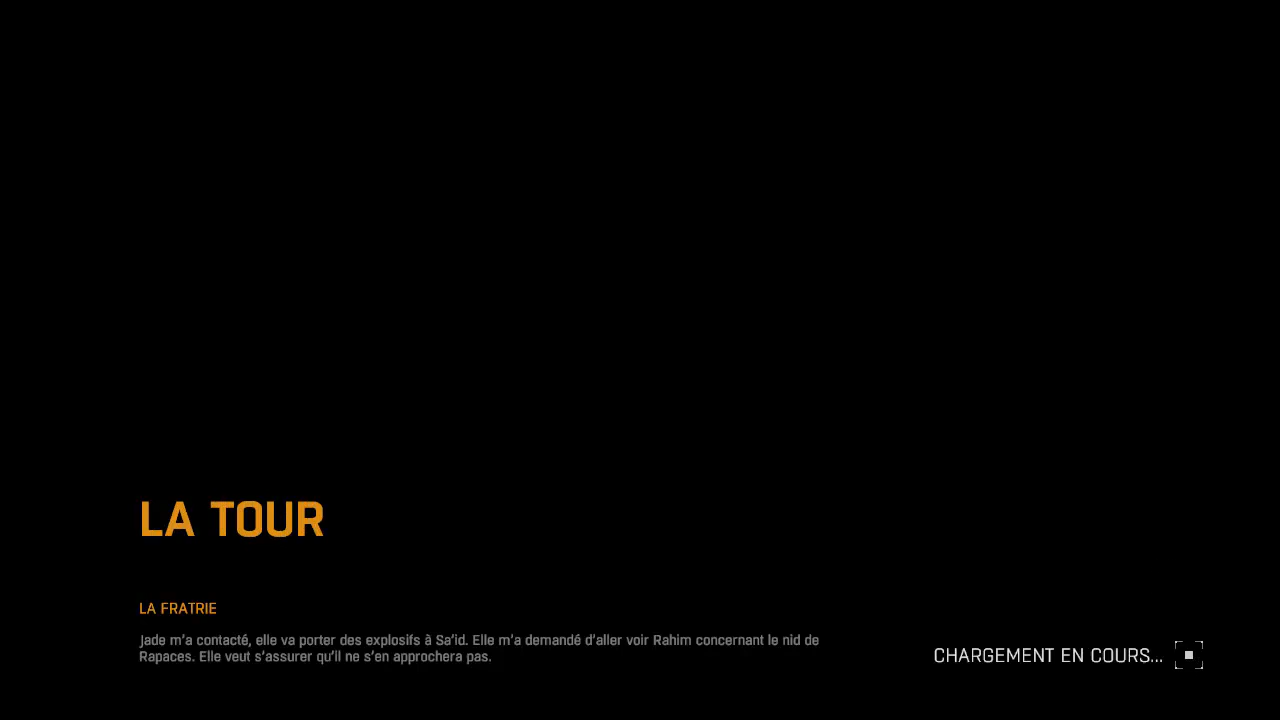 LA TOUR
LA FRATRIE
Jade m'a contacté, elle va porter des explosifs à Sa'id. Elle m'a demandé d'aller voir Rahim concernant le nid de
Rapaces. Elle veut s'assurer qu'il ne s'en approchera pas.
CHARGEMENT EN COURS...